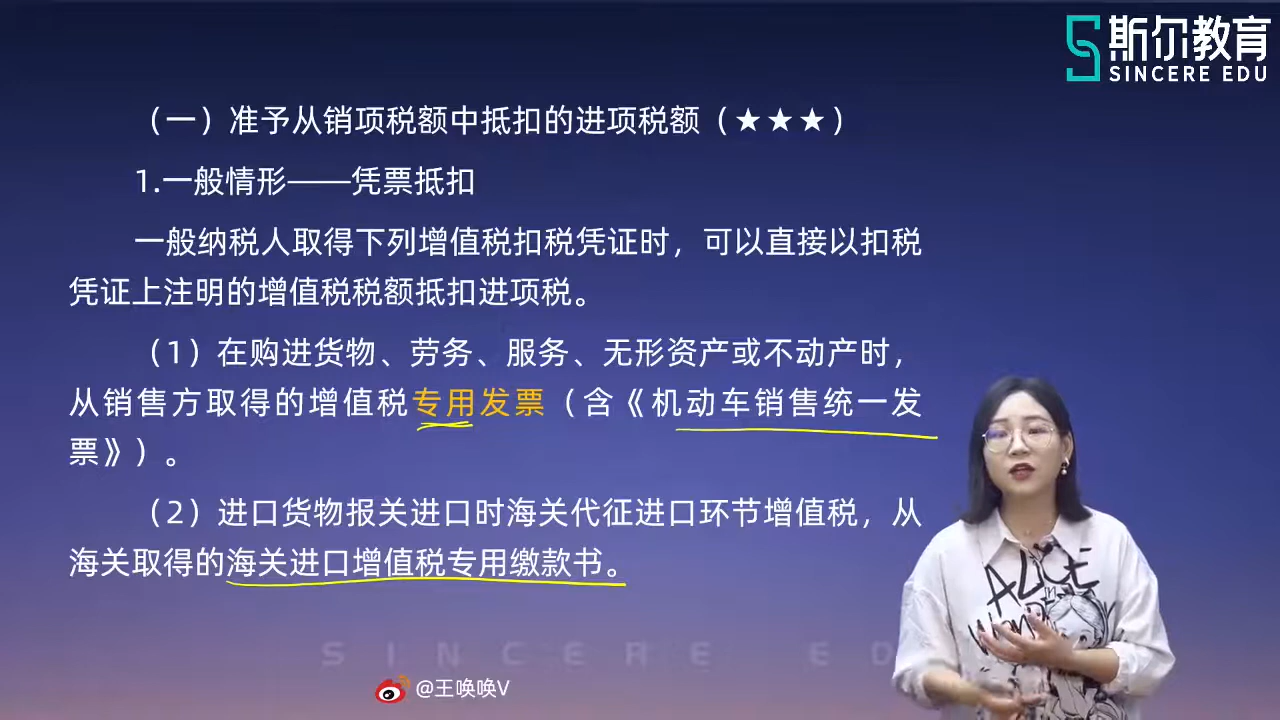 斯尔教育
SINCERE EDU
（一）准予从销项税额中抵扣的进项税额（★★★）
1.一般情形——凭票抵扣
一般纳税人取得下列增值税扣税凭证时，可以直接以扣税
凭证上注明的增值税税额抵扣进项税。
（1）在购进货物、劳务、服务、无形资产或不动产时，
从销售方取得的增值税专用发票（含《机动车销售统一发
票》）。
（2）进口货物报关进口时海关代征进口环节增值税，从
海关取得的海关进口增值税专用缴款书。
SINCERE ED
@王唤唤V